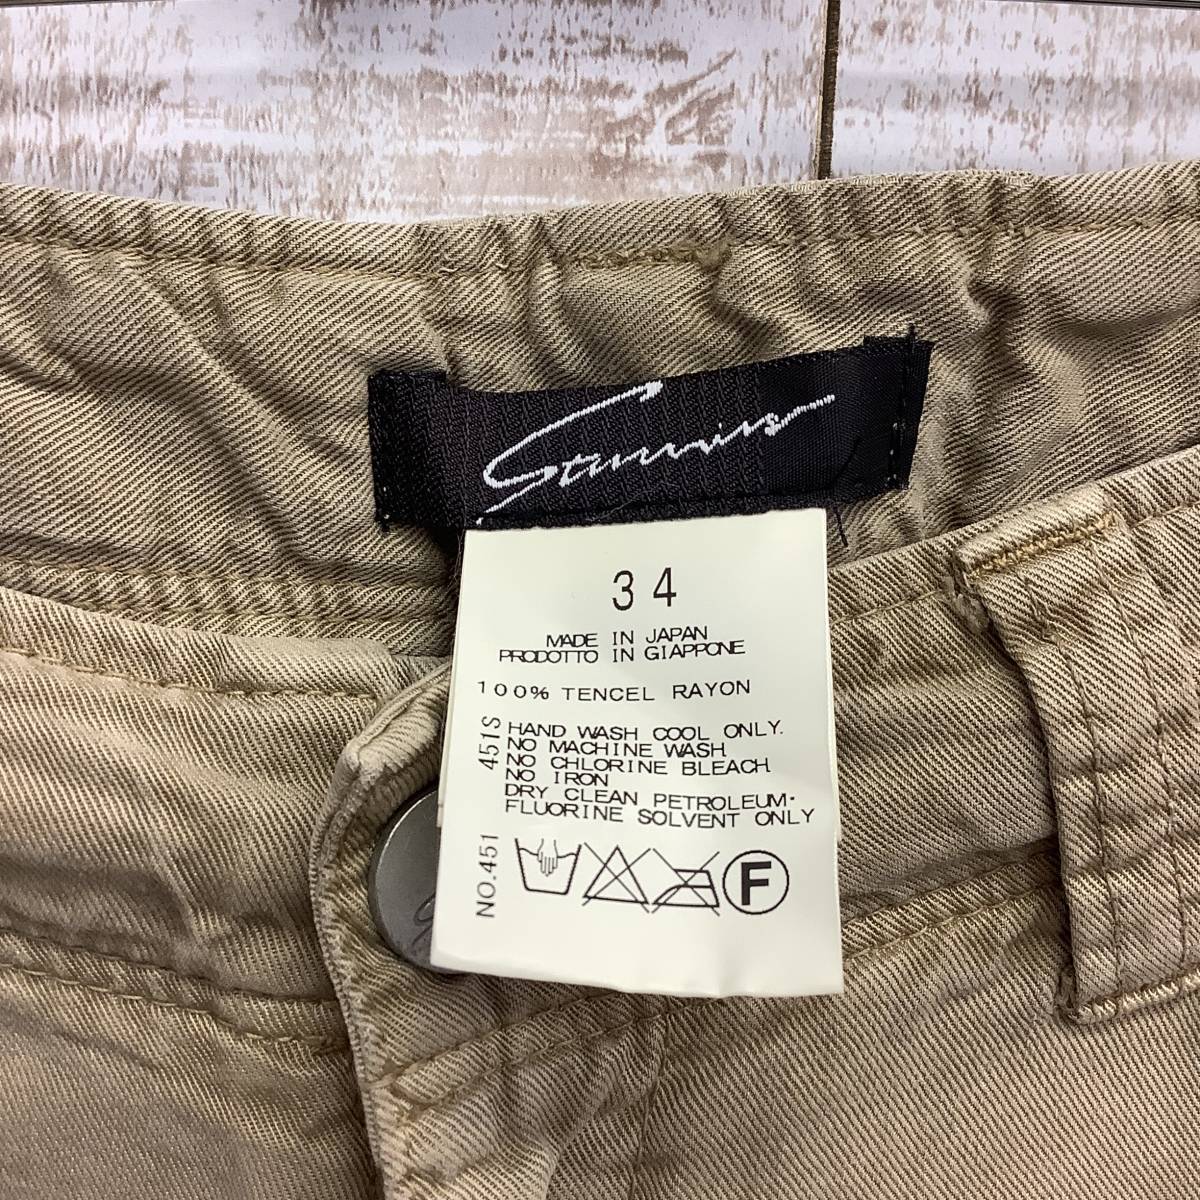 Stunnins
34
MADE IN JAPAN
PRODOTTO IN GIAPPONE
100% TENCEL RAYON
HAND WASH COOL ONLY.
NO MACHINE WASH
NO CHLORINE BLEACH
NO IRON
DRY CLEAN PETROLEUM·
FLUORINE SOLVENT ONLY
NO.451 451S
F